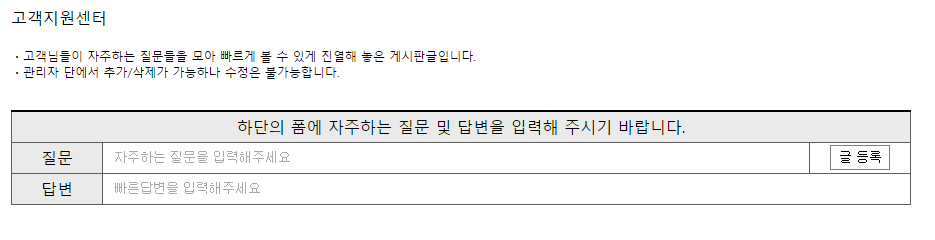 고객지원센터
· 고객님들이 자주하는 질문들을 모아 빠르게 볼 수 있게 진열해 놓은 게시판글입니다.
· 관리자 단에서 추가/삭제가 가능하나 수정은 불가능합니다.
하단의 폼에 자주하는 질문 및 답변을 입력해 주시기 바랍니다.
질문 자주하는 질문을 입력해주세요 글 등록
답변 빠른답변을 입력해주세요